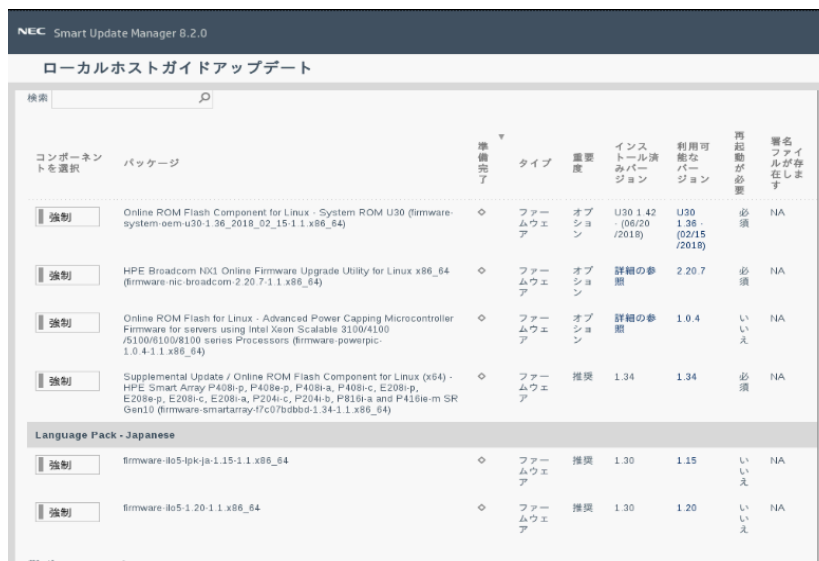 NEC Smart Update Manager 8.2.0
ローカルホストガイドアップデート
検索
コンポーネン
トを選択
パッケージ
準
備
完
了
タイプ
重要
度
インス
トール済
みバー
ジョン
利用可
能な
バー
ジョン
再
起
動
が
必
要
署名
ファイ
ルが存
在しま
す
強制
Online ROM Flash Component for Linux - System ROM U30 (firmware-
system-oem-u30-1.36_2018_02_15-1.1.x86_64)
ファー
ムウェ
ア
オプ
ショ
ン
U30 1.42
- (06/20
/2018)
U30
1.36 -
(02/15
/2018)
必
須
NA
強制
HPE Broadcom NX1 Online Firmware Upgrade Utility for Linux x86_64
(firmware-nic-broadcom-2.20.7-1.1.x86_64)
ファー
ムウェ
ア
オプ
ショ
ン
詳細の参
照
2.20.7
必
須
NA
強制
Online ROM Flash for Linux - Advanced Power Capping Microcontroller
Firmware for servers using Intel Xeon Scalable 3100/4100
/5100/6100/8100 series Processors (firmware-powerpic-
1.0.4-1.1.x86_64)
ファー
ムウェ
ア
オプ
ショ
ン
詳細の参
照
1.0.4
い
い
え
NA
強制
Supplemental Update / Online ROM Flash Component for Linux (x64) -
HPE Smart Array P408i-p, P408e-p, P408i-a, P408i-c, E208i-p,
E208e-p, E208i-c, E208i-a, P204i-c, P204i-b, P816i-a and P416ie-m SR
Gen10 (firmware-smartarray-f7c07bdbbd-1.34-1.1.x86_64)
ファー
ムウェ
ア
推奨
1.34
1.34
必
須
NA
Language Pack - Japanese
強制
firmware-ilo5-lpk-ja-1.15-1.1.x86_64
ファー
ムウェ
ア
推奨
1.30
1.15
い
い
え
NA
強制
firmware-ilo5-1.20-1.1.x86_64
ファー
ムウェ
ア
推奨
1.30
1.20
い
い
え
NA